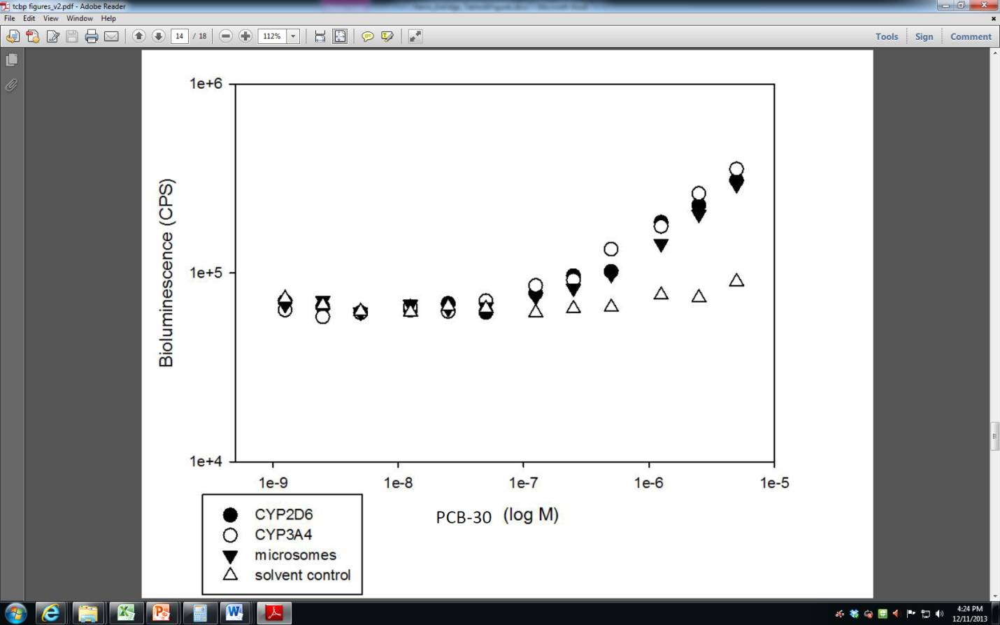 tcbp figures_v2.pdf - Adobe Reader
File Edit View Window Help
14 / 18 112% Tools Sign Comment
1e+6
1e+5
1e+4
Bioluminescence (CPS)
1e-9 1e-8 1e-7 1e-6 1e-5
PCB-30 (log M)
CYP2D6
CYP3A4
microsomes
solvent control
4:24 PM
12/11/2013